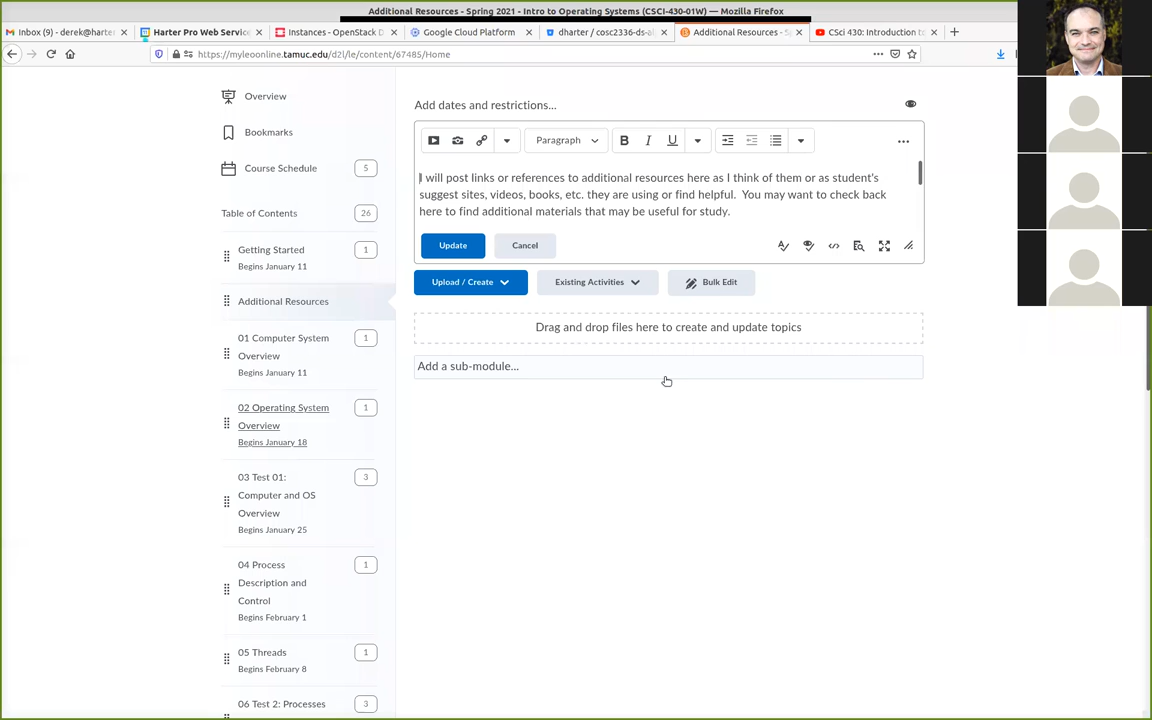 Additional Resources - Spring 2021 - Intro to Operating Systems (CSCI-430-01W) — Mozilla Firefox
Inbox (9) - derek@harter
Harter Pro Web Service
Instances - OpenStack D
Google Cloud Platform
dharter / cosc2336-ds-al
Additional Resources - Sp
CSci 430: Introduction t
https://myleoonline.tamuc.edu/d2l/le/content/67485/Home
Overview
Bookmarks
Course Schedule 5
Table of Contents 26
Getting Started 1
Begins January 11
Additional Resources
01 Computer System 1
Overview
Begins January 11
02 Operating System 1
Overview
Begins January 18
03 Test 01: 3
Computer and OS
Overview
Begins January 25
04 Process 1
Description and
Control
Begins February 1
05 Threads 1
Begins February 8
06 Test 2: Processes 3
Add dates and restrictions...
Paragraph
B I U
I will post links or references to additional resources here as I think of them or as student's
suggest sites, videos, books, etc. they are using or find helpful. You may want to check back
here to find additional materials that may be useful for study.
Update
Cancel
Upload / Create
Existing Activities
Bulk Edit
Drag and drop files here to create and update topics
Add a sub-module...